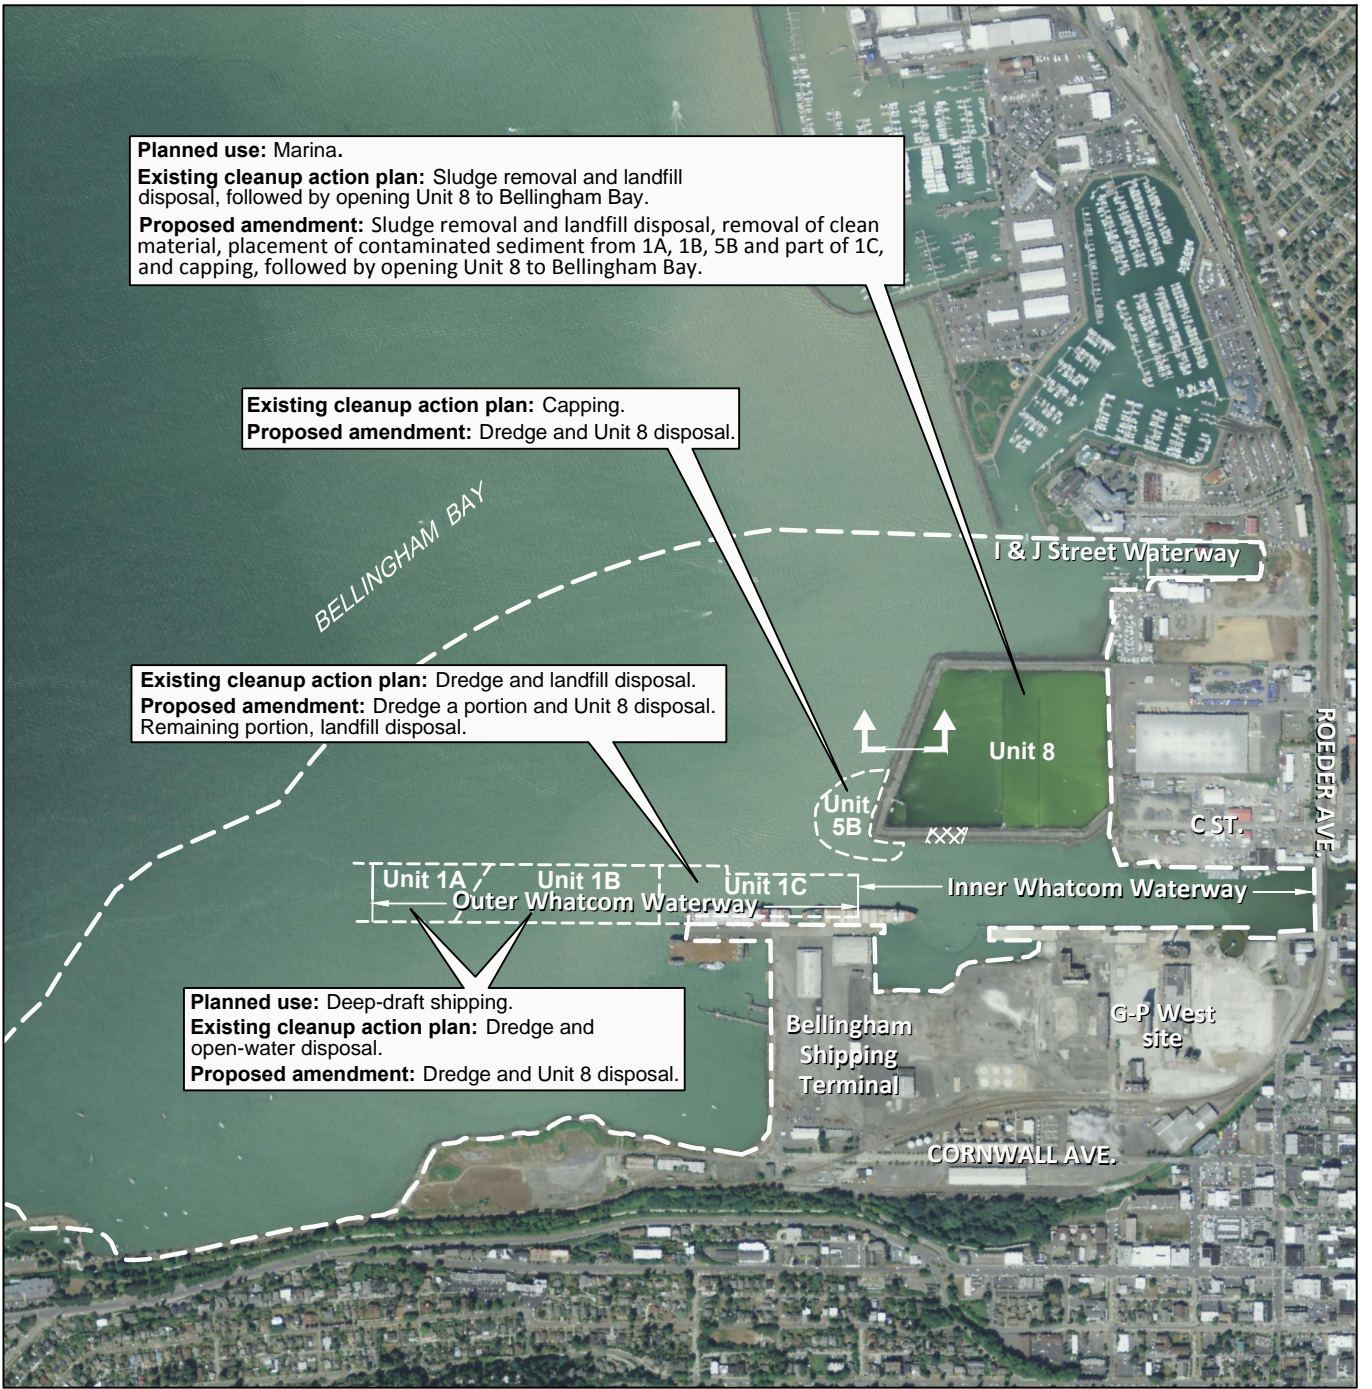 Planned use: Marina.
Existing cleanup action plan: Sludge removal and landfill
disposal, followed by opening Unit 8 to Bellingham Bay.
Proposed amendment: Sludge removal and landfill disposal, removal of clean
material, placement of contaminated sediment from 1A, 1B, 5B and part of 1C,
and capping, followed by opening Unit 8 to Bellingham Bay.
Existing cleanup action plan: Capping.
Proposed amendment: Dredge and Unit 8 disposal.
BELLINGHAM BAY
I & J Street Waterway
Existing cleanup action plan: Dredge and landfill disposal.
Proposed amendment: Dredge a portion and Unit 8 disposal.
Remaining portion, landfill disposal.
Unit 8
ROEDER AVE.
Unit
5B
C ST.
Unit 1A
Unit 1B
Unit 1C
Outer Whatcom Waterway
Inner Whatcom Waterway
Planned use: Deep-draft shipping.
Existing cleanup action plan: Dredge and
open-water disposal.
Proposed amendment: Dredge and Unit 8 disposal.
Bellingham
Shipping
Terminal
G-P West
site
CORNWALL AVE.